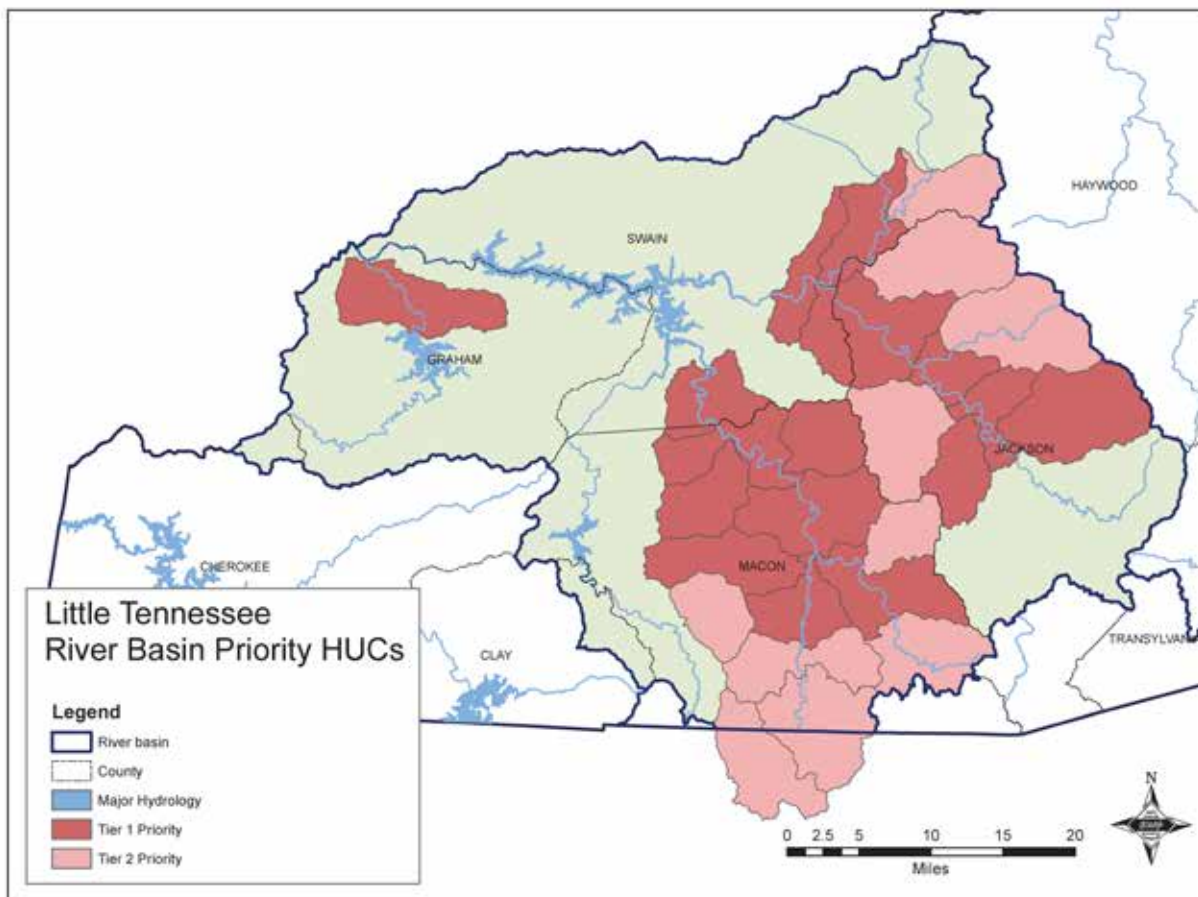 HAYWOOD
SWAIN
GRAHAM
JACKSON
MACON
CHEROKEE
TRANSYLVAN
CLAY
Little Tennessee
River Basin Priority HUCs
Legend
River basin
County
Major Hydrology
Tier 1 Priority
Tier 2 Priority
N
0 2.5 5 10 15 20
Miles